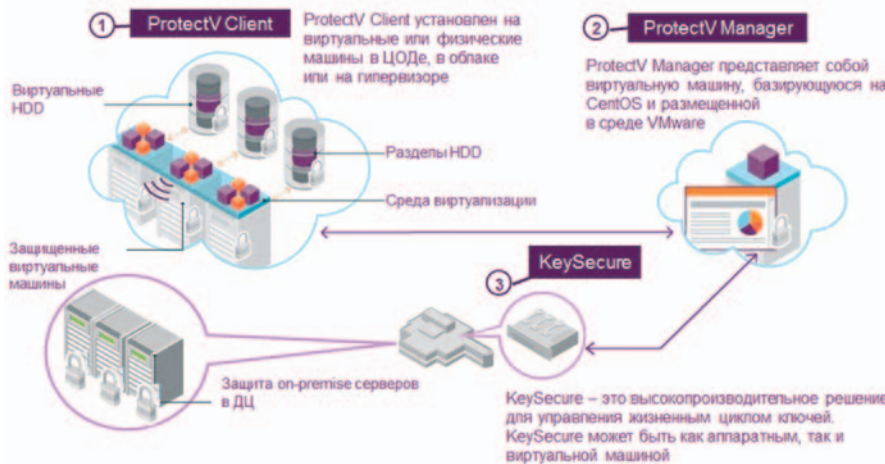 1
ProtectV Client
ProtectV Client установлен на
виртуальные или физические
машины в ЦОДе, в облаке
или на гипервизоре
Виртуальные
HDD
Разделы HDD
Среда виртуализации
Защищенные
виртуальные
машины
2
ProtectV Manager
ProtectV Manager представляет собой
виртуальную машину, базирующуюся на
CentOS и размещенной
в среде VMware
3
KeySecure
Защита on-premise серверов
в ДЦ
KeySecure – это высокопроизводительное решение
для управления жизненным циклом ключей.
KeySecure может быть как аппаратным, так и
виртуальной машиной